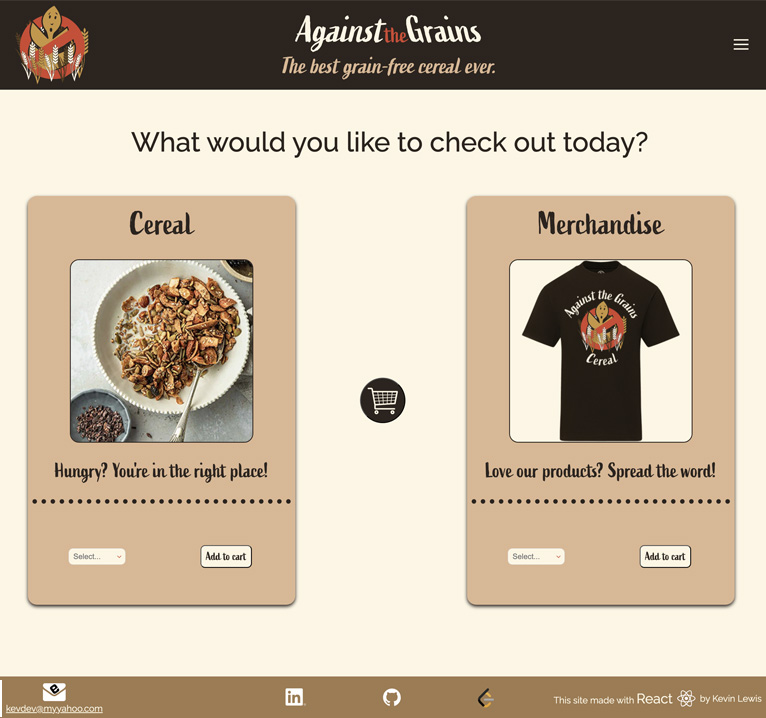 Against the Grains
The best grain-free cereal ever.
What would you like to check out today?
Cereal
Hungry? You're in the right place!
Select...
Add to cart
Merchandise
Against the Grains
Cereal
Love our products? Spread the word!
Select...
Add to cart
kevdev@myyahoo.com
in
This site made with React by Kevin Lewis